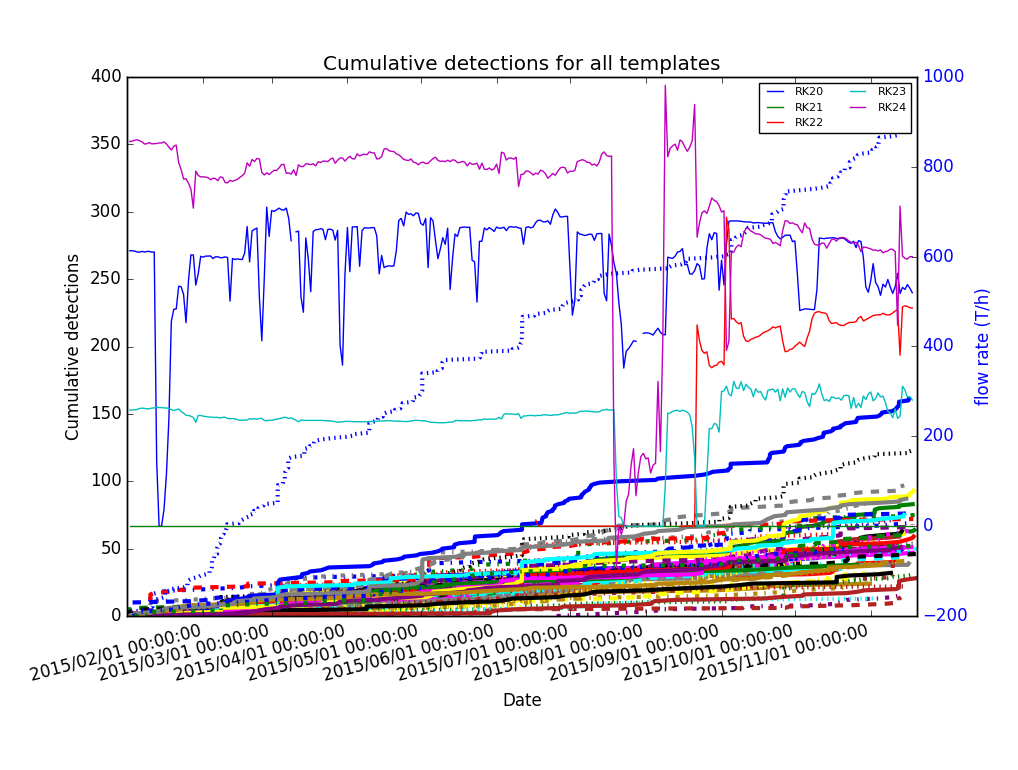 Cumulative detections for all templates
400
350
300
250
200
150
100
50
0
Cumulative detections
1000
800
600
400
200
0
−200
flow rate (T/h)
RK20
RK21
RK22
RK23
RK24
2015/02/01 00:00:00
2015/03/01 00:00:00
2015/04/01 00:00:00
2015/05/01 00:00:00
2015/06/01 00:00:00
2015/07/01 00:00:00
2015/08/01 00:00:00
2015/09/01 00:00:00
2015/10/01 00:00:00
2015/11/01 00:00:00
Date